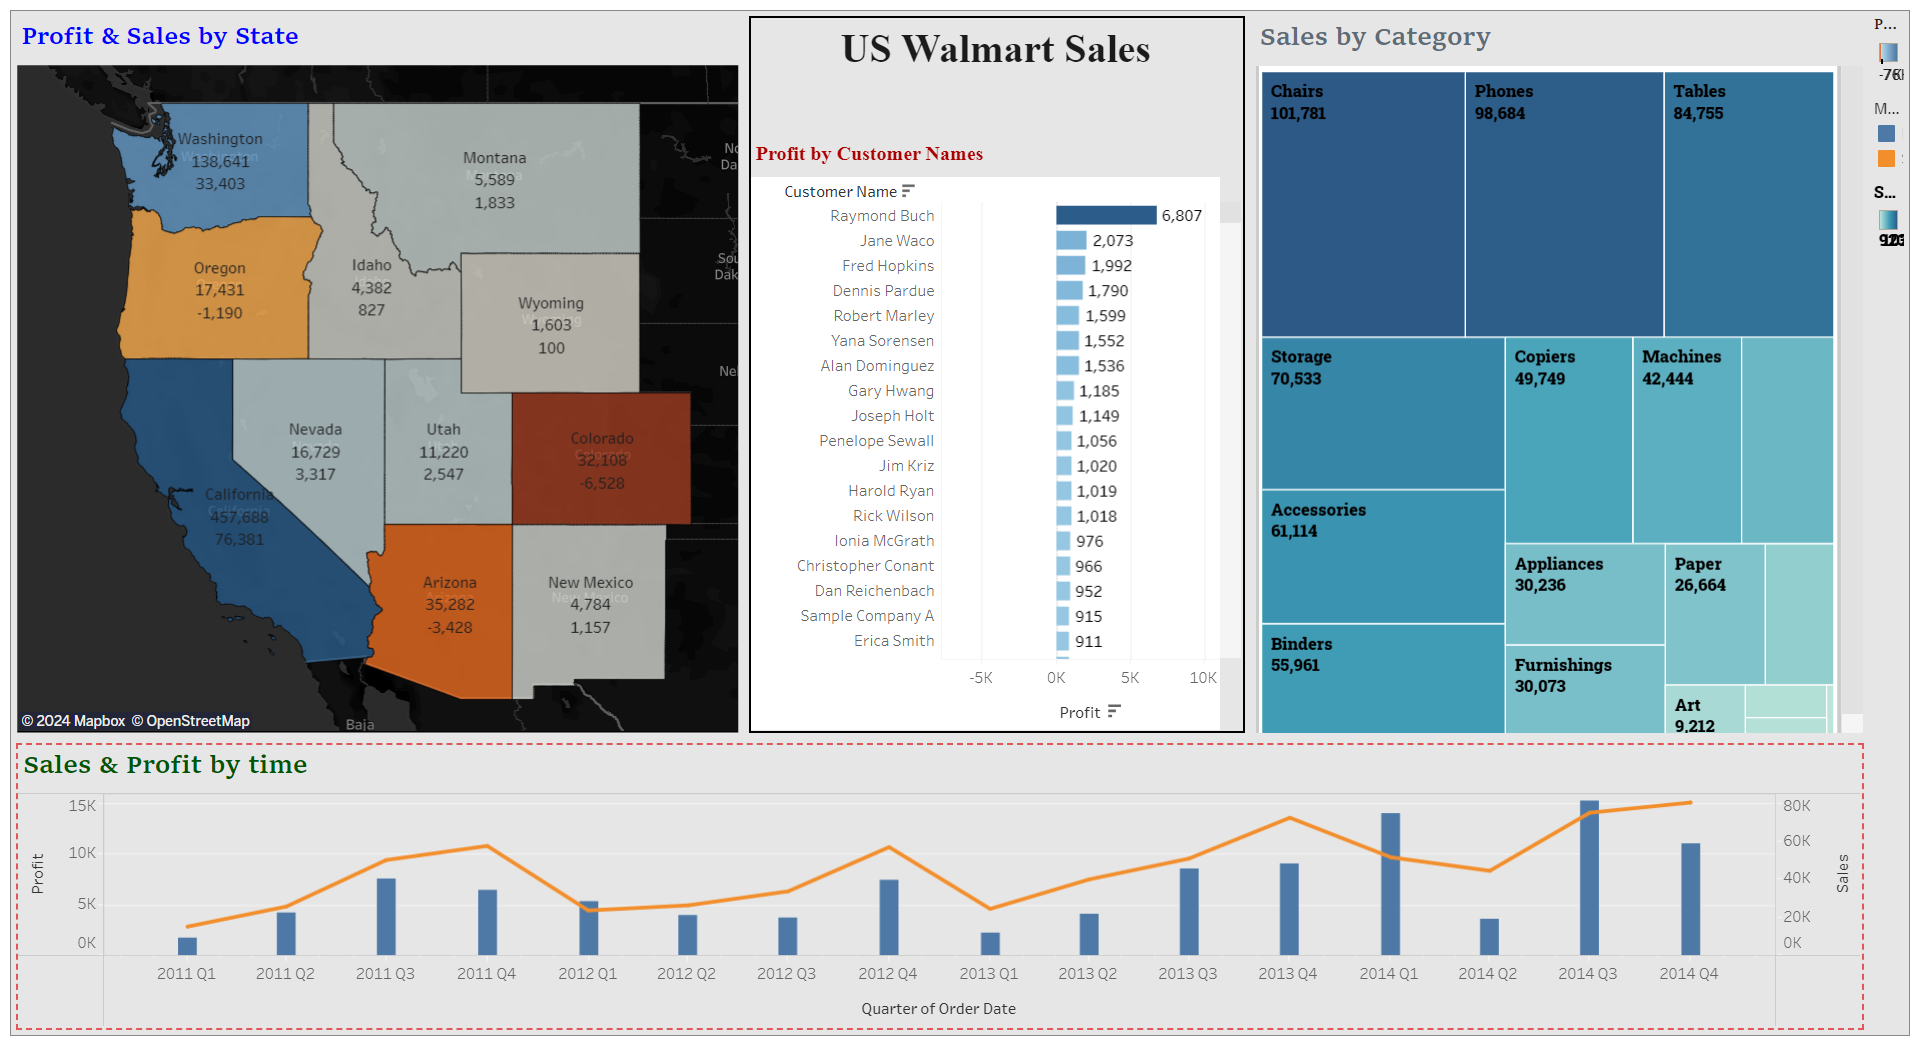 Profit & Sales by State
Washington
138,641
33,403
Montana
5,589
1,833
Oregon
17,431
-1,190
Idaho
4,382
827
Wyoming
1,603
100
Nevada
16,729
3,317
Utah
11,220
2,547
Colorado
32,108
-6,528
California
457,688
76,381
Arizona
35,282
-3,428
New Mexico
4,784
1,157
No
Da
Sou
Dak
Nel
Baja
© 2024 Mapbox © OpenStreetMap
US Walmart Sales
Profit by Customer Names
Customer Name
Raymond Buch 6,807
Jane Waco 2,073
Fred Hopkins 1,992
Dennis Pardue 1,790
Robert Marley 1,599
Yana Sorensen 1,552
Alan Dominguez 1,536
Gary Hwang 1,185
Joseph Holt 1,149
Penelope Sewall 1,056
Jim Kriz 1,020
Harold Ryan 1,019
Rick Wilson 1,018
Ionia McGrath 976
Christopher Conant 966
Dan Reichenbach 952
Sample Company A 915
Erica Smith 911
-5K 0K 5K 10K
Profit
Sales by Category
Chairs
101,781
Phones
98,684
Tables
84,755
Storage
70,533
Copiers
49,749
Machines
42,444
Accessories
61,114
Appliances
30,236
Paper
26,664
Binders
55,961
Furnishings
30,073
Art
9,212
P...
M...
S...
Sales & Profit by time
Profit
15K
10K
5K
0K
80K
60K
40K
20K
0K
Sales
2011 Q1 2011 Q2 2011 Q3 2011 Q4 2012 Q1 2012 Q2 2012 Q3 2012 Q4 2013 Q1 2013 Q2 2013 Q3 2013 Q4 2014 Q1 2014 Q2 2014 Q3 2014 Q4
Quarter of Order Date